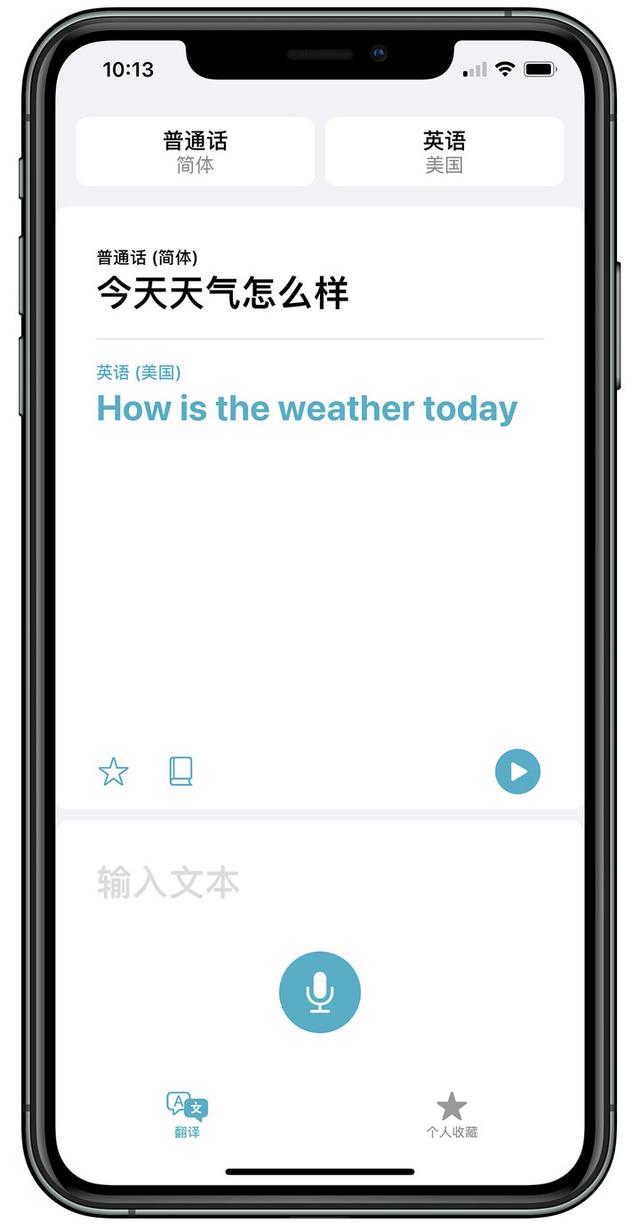 10:13
普通话
简体
英语
美国
普通话 (简体)
今天天气怎么样
英语 (美国)
How is the weather today
输入文本
A
文
翻译
个人收藏